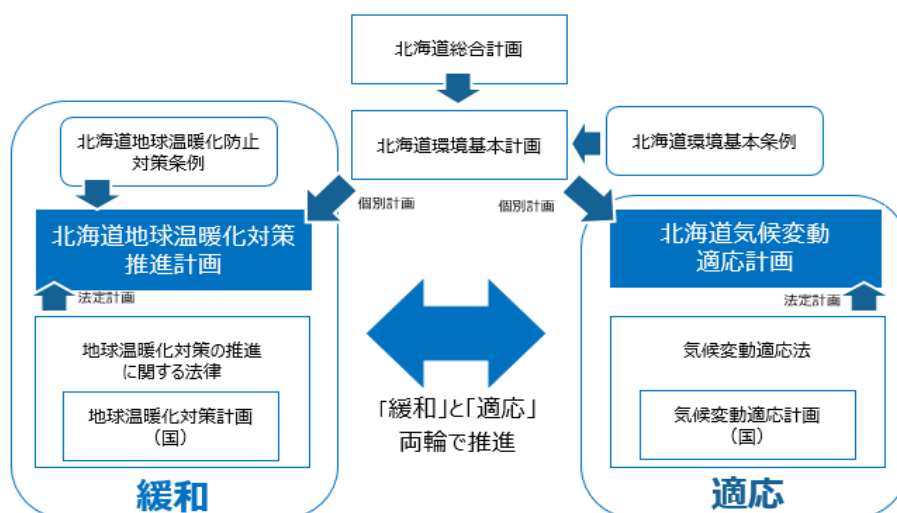 北海道総合計画
北海道環境基本計画
北海道環境基本条例
北海道地球温暖化防止
対策条例
個別計画
個別計画
北海道地球温暖化対策
推進計画
北海道気候変動
適応計画
法定計画
法定計画
地球温暖化対策の推進
に関する法律
地球温暖化対策計画
（国）
「緩和」と「適応」
両輪で推進
気候変動適応法
気候変動適応計画
（国）
緩和
適応